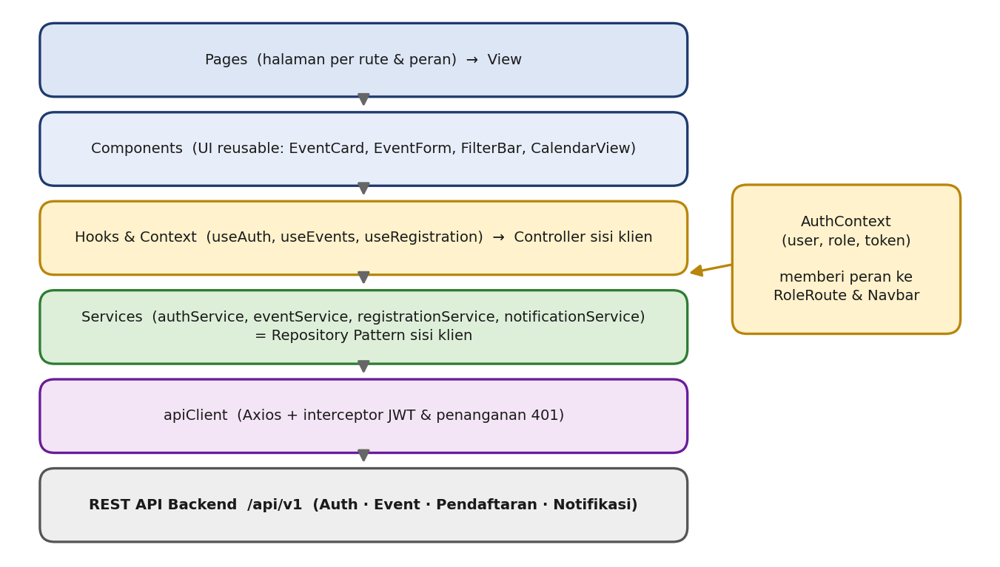 Pages (halaman per rute & peran) → View
Components (UI reusable: EventCard, EventForm, FilterBar, CalendarView)
Hooks & Context (useAuth, useEvents, useRegistration) → Controller sisi klien
AuthContext
(user, role, token)
memberi peran ke
RoleRoute & Navbar
Services (authService, eventService, registrationService, notificationService)
= Repository Pattern sisi klien
apiClient (Axios + interceptor JWT & penanganan 401)
REST API Backend /api/v1 (Auth · Event · Pendaftaran · Notifikasi)